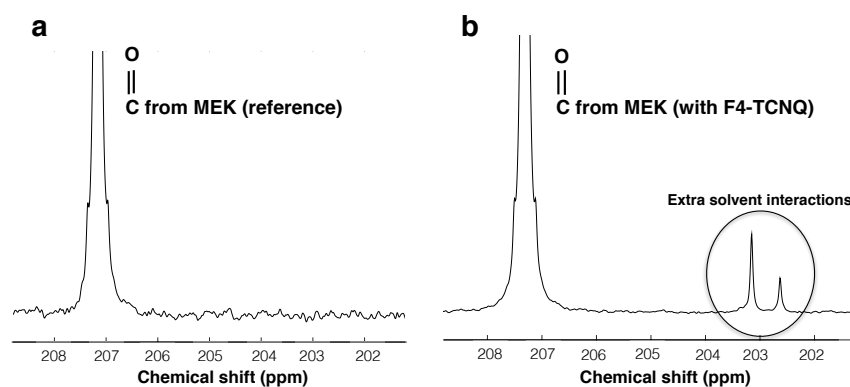 a
O
||
C from MEK (reference)
208 207 206 205 204 203 202
Chemical shift (ppm)
b
O
||
C from MEK (with F4-TCNQ)
Extra solvent interactions
208 207 206 205 204 203 202
Chemical shift (ppm)